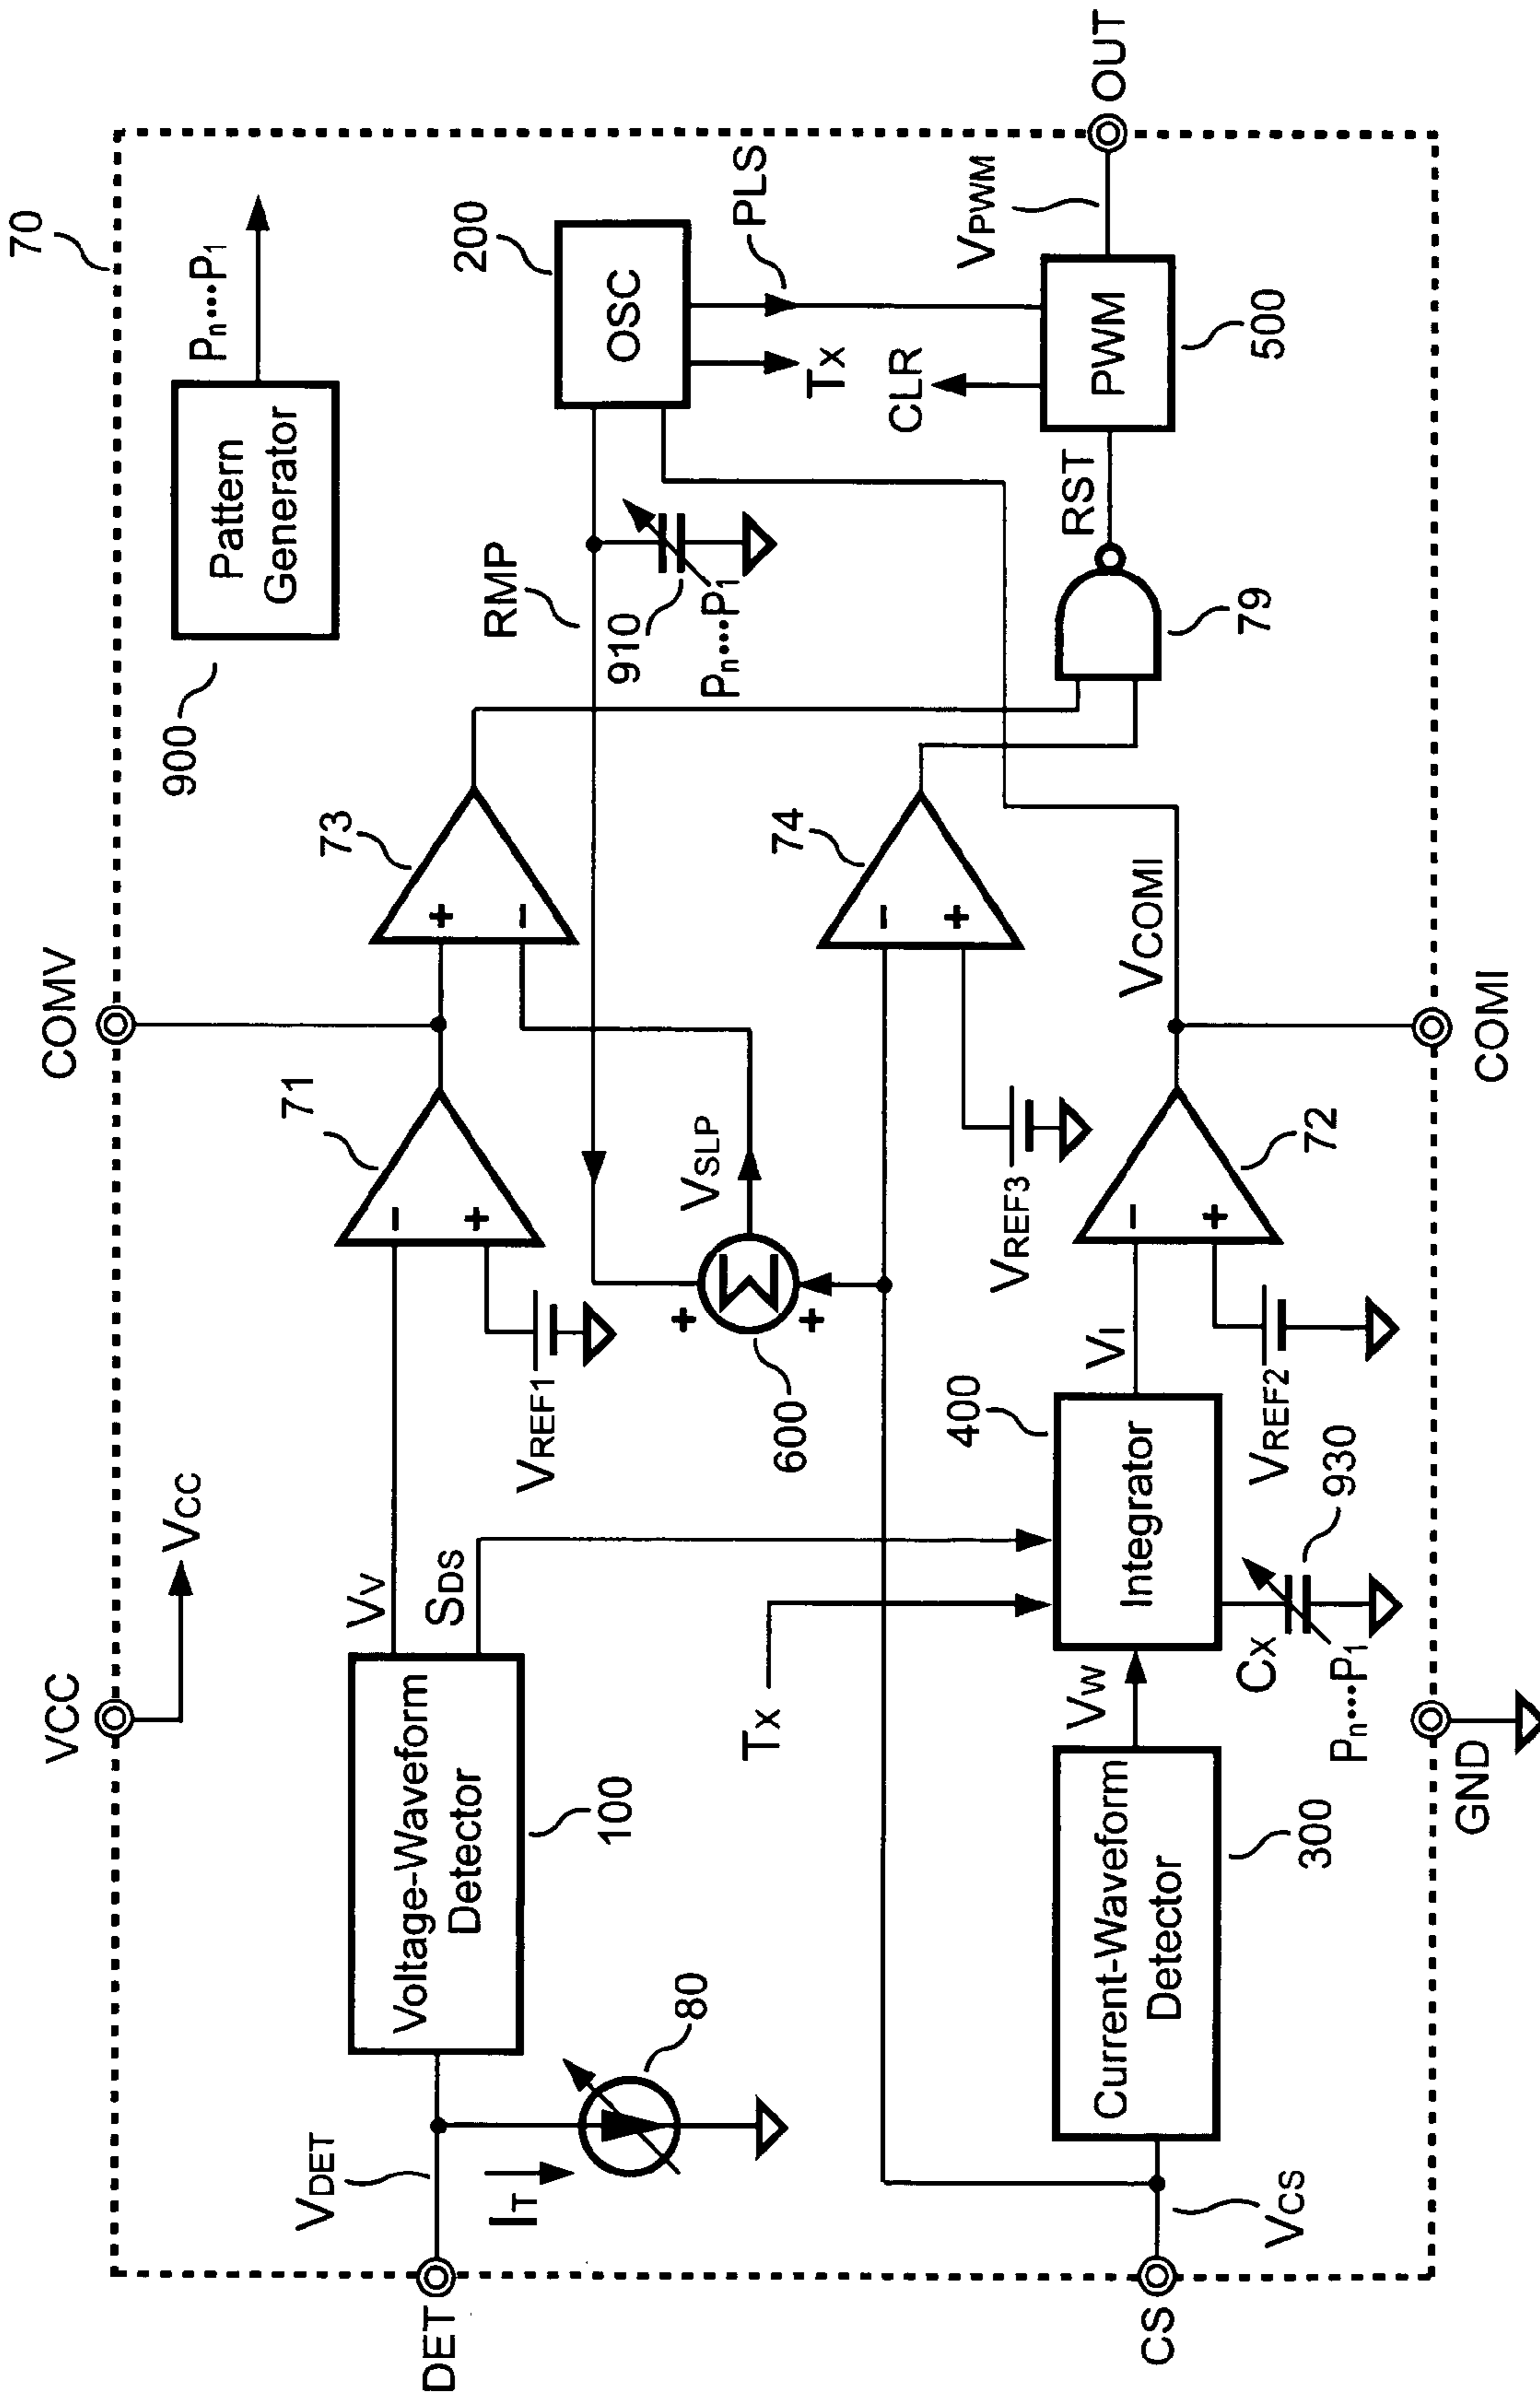 70
VCC
VCC
COMV
900
Pattern
Generator
Pn•••P1
DET
VDET
IT
80
Voltage-Waveform
Detector
100
VV
SDS
VREF1
-
+
71
+
-
73
RMP
910
Pn•••P1
200
OSC
PLS
TX
CLR
+
Σ
+
600
VSLP
-
+
74
VREF3
TX
CS
VCS
Current-Waveform
Detector
300
VW
Integrator
400
CX
Pn•••P1
930
VI
VREF2
-
+
72
VCOMI
79
RST
PWM
500
VPWM
OUT
GND
COMI